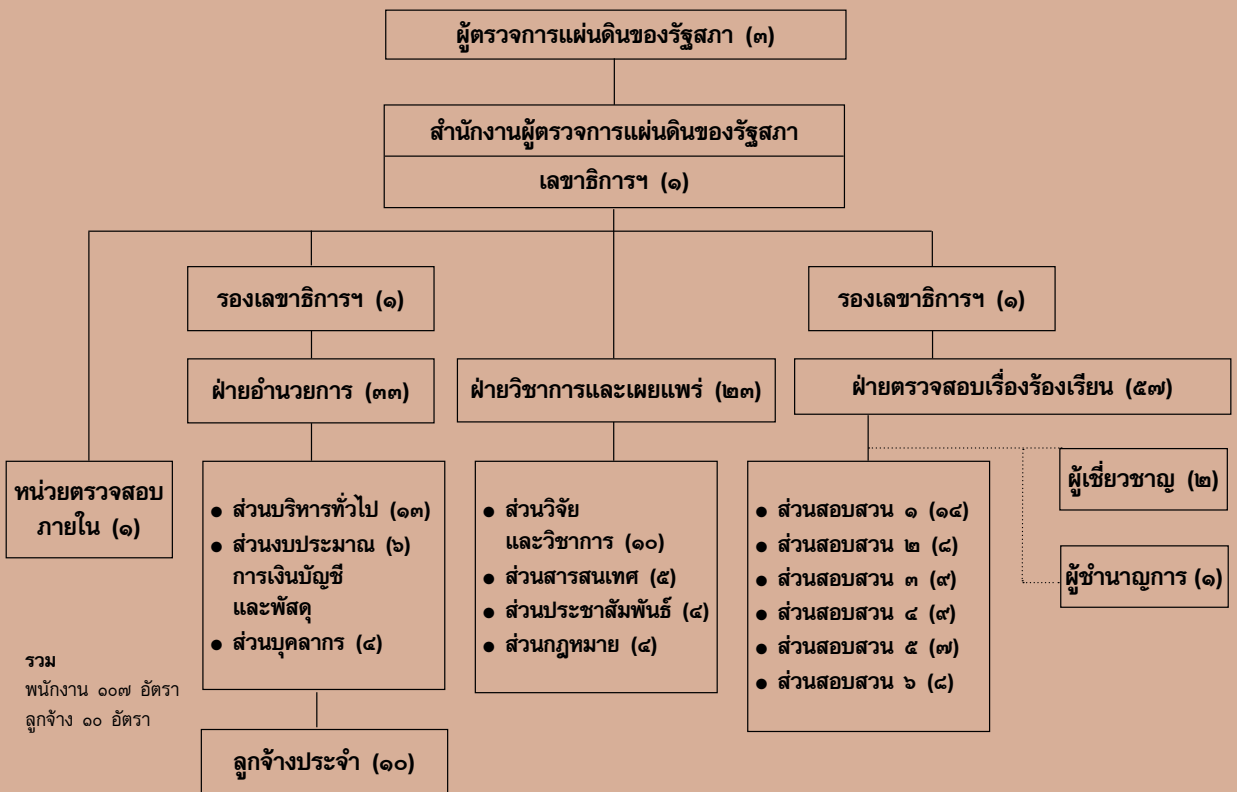 ผู้ตรวจการแผ่นดินของรัฐสภา (๓)
สำนักงานผู้ตรวจการแผ่นดินของรัฐสภา
เลขาธิการฯ (๑)
รองเลขาธิการฯ (๑)
รองเลขาธิการฯ (๑)
ฝ่ายอำนวยการ (๓๓)
ฝ่ายวิชาการและเผยแพร่ (๒๓)
ฝ่ายตรวจสอบเรื่องร้องเรียน (๕๗)
หน่วยตรวจสอบ
ภายใน (๑)
● ส่วนบริหารทั่วไป (๑๓)
● ส่วนงบประมาณ (๖)
การเงินบัญชี
และพัสดุ
● ส่วนบุคลากร (๔)
● ส่วนวิจัย
และวิชาการ (๑๐)
● ส่วนสารสนเทศ (๕)
● ส่วนประชาสัมพันธ์ (๔)
● ส่วนกฎหมาย (๔)
● ส่วนสอบสวน ๑ (๑๔)
● ส่วนสอบสวน ๒ (๘)
● ส่วนสอบสวน ๓ (๙)
● ส่วนสอบสวน ๔ (๙)
● ส่วนสอบสวน ๕ (๗)
● ส่วนสอบสวน ๖ (๘)
ผู้เชี่ยวชาญ (๒)
ผู้ชำนาญการ (๑)
ลูกจ้างประจำ (๑๐)
รวม
พนักงาน ๑๐๗ อัตรา
ลูกจ้าง ๑๐ อัตรา